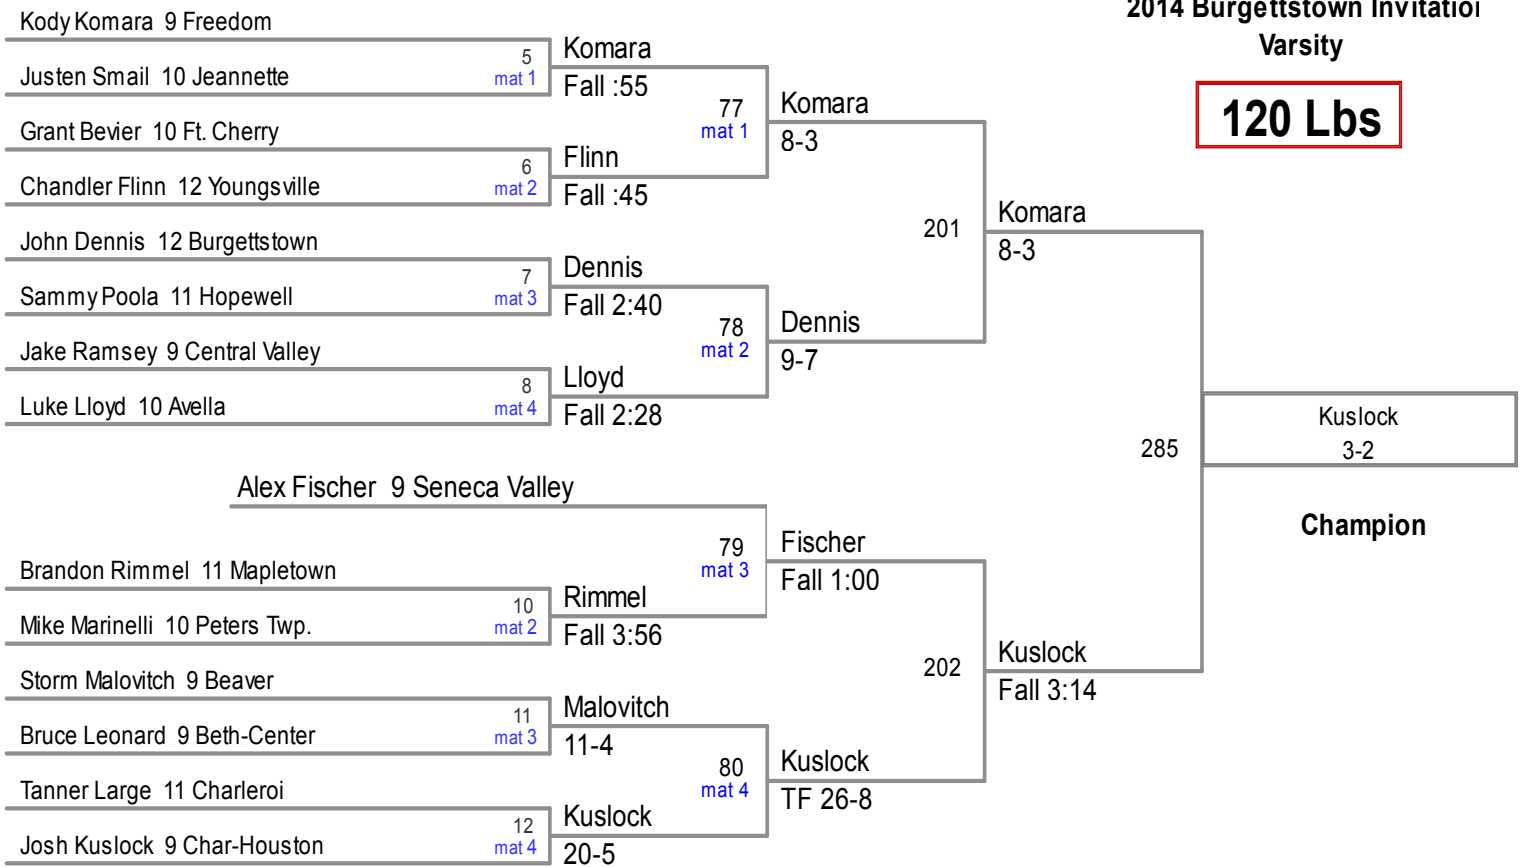 2014 Burgettstown Invitation
Varsity
120 Lbs
Kody Komara 9 Freedom
5
mat 1
Justen Smail 10 Jeannette
Komara
Fall :55
77
mat 1
Grant Bevier 10 Ft. Cherry
6
mat 2
Chandler Flinn 12 Youngsville
Flinn
Fall :45
Komara
8-3
John Dennis 12 Burgettstown
7
mat 3
Sammy Poola 11 Hopewell
Dennis
Fall 2:40
78
mat 2
Jake Ramsey 9 Central Valley
8
mat 4
Luke Lloyd 10 Avella
Lloyd
Fall 2:28
Dennis
9-7
201
Komara
8-3
Alex Fischer 9 Seneca Valley
79
mat 3
Brandon Rimmel 11 Mapletown
10
mat 2
Mike Marinelli 10 Peters Twp.
Rimmel
Fall 3:56
Fischer
Fall 1:00
Storm Malovitch 9 Beaver
11
mat 3
Bruce Leonard 9 Beth-Center
Malovitch
11-4
80
mat 4
Tanner Large 11 Charleroi
12
mat 4
Josh Kuslock 9 Char-Houston
Kuslock
20-5
Kuslock
TF 26-8
202
Kuslock
Fall 3:14
285
Kuslock
3-2
Champion